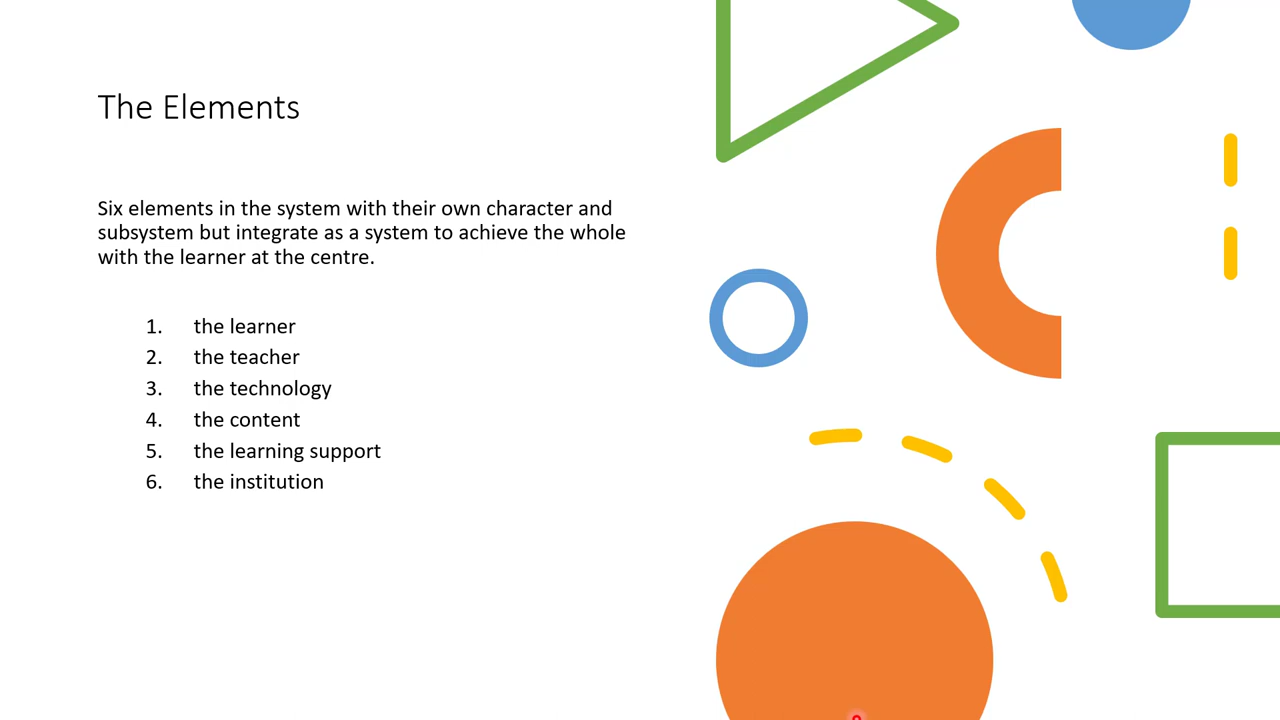 The Elements
Six elements in the system with their own character and
subsystem but integrate as a system to achieve the whole
with the learner at the centre.
1. the learner
2. the teacher
3. the technology
4. the content
5. the learning support
6. the institution